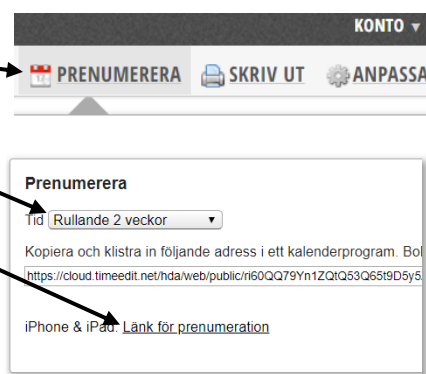 KONTO
PRENUMERERA SKRIV UT ANPASSA
Prenumerera
Tid Rullande 2 veckor
Kopiera och klistra in följande adress i ett kalenderprogram. Bol
https://cloud.timeedit.net/hda/web/public/ri60QQ79Yn1ZQtQ53Q65t9D5y5
iPhone & iPad: Länk för prenumeration